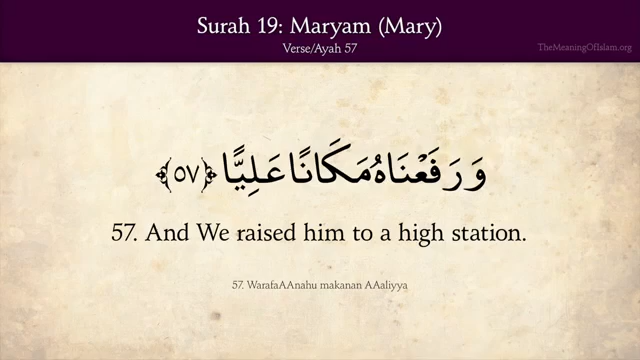 Surah 19: Maryam (Mary)
Verse/Ayah 57
TheMeaningOfIslam.org
وَرَفَعْنَاهُ مَكَانًا عَلِيًّا ﴿٥٧﴾
57. And We raised him to a high station.
57. WarafaAAnahu makanan AAaliyya